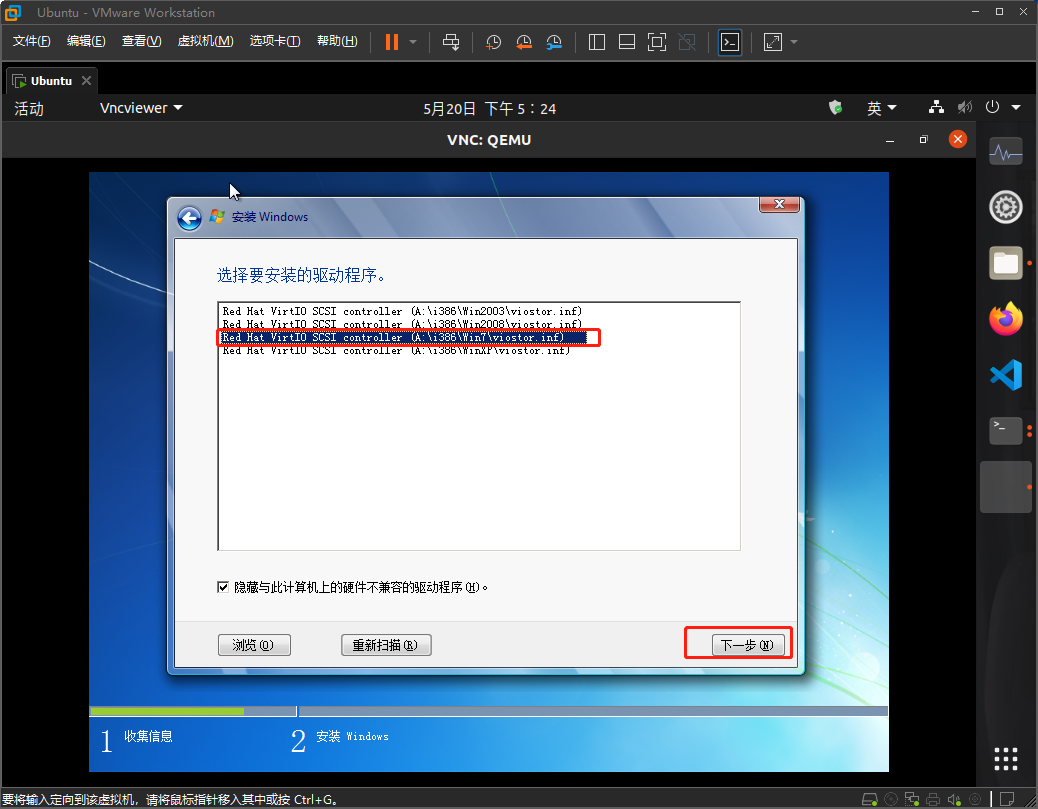 Ubuntu - VMware Workstation
文件(F) 编辑(E) 查看(V) 虚拟机(M) 选项卡(T) 帮助(H)
Ubuntu
活动 Vncviewer 5月20日 下午 5：24 英
VNC: QEMU
安装 Windows
选择要安装的驱动程序。
Red Hat VirtIO SCSI controller (A:\i386\Win2003\viostor.inf)
Red Hat VirtIO SCSI controller (A:\i386\Win2008\viostor.inf)
Red Hat VirtIO SCSI controller (A:\i386\Win7\viostor.inf)
Red Hat VirtIO SCSI controller (A:\i386\WinXP\viostor.inf)
隐藏与此计算机上的硬件不兼容的驱动程序(H)。
浏览(O) 重新扫描(R) 下一步(N)
1 收集信息 2 安装 Windows
要将输入定向到该虚拟机，请将鼠标指针移入其中或按 Ctrl+G。